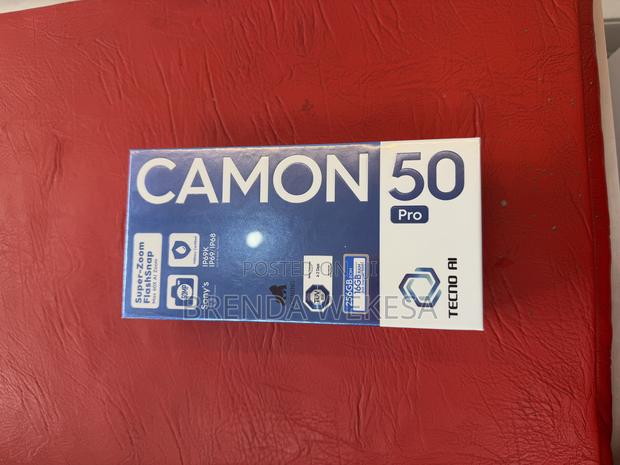 CAMON 50
Pro
Super-Zoom
FlashSnap
IP69K
IP69/IP68
Sony's
256GB ROM
16GB
TECNO AI
POSTED ON JIJI
BRENDA WEKESA